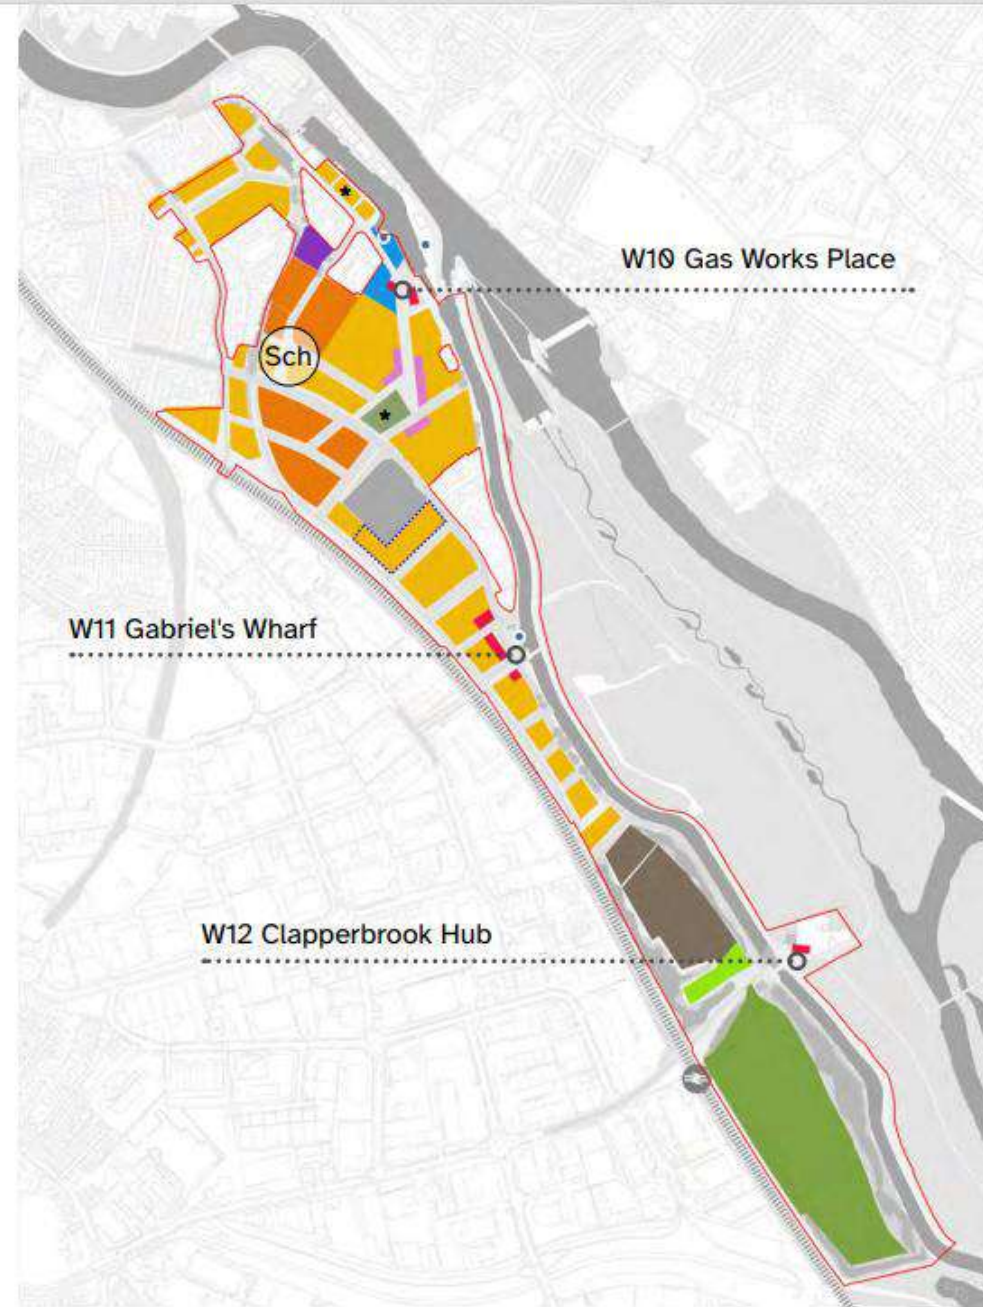 W10 Gas Works Place
Sch
*
*
W11 Gabriel's Wharf
W12 Clapperbrook Hub